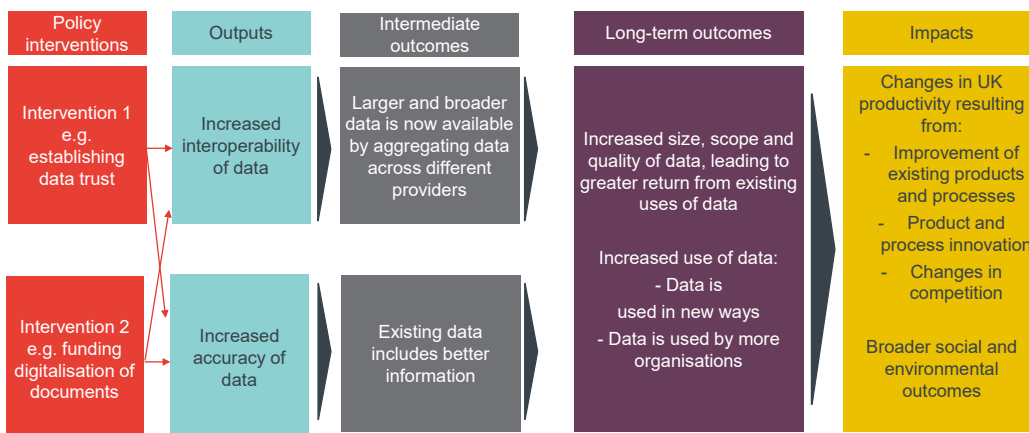 Policy
interventions
Outputs
Intermediate
outcomes
Long-term outcomes
Impacts
Intervention 1
e.g.
establishing
data trust
Increased
interoperability
of data
Larger and broader
data is now available
by aggregating data
across different
providers
Intervention 2
e.g. funding
digitalisation of
documents
Increased
accuracy of
data
Existing data
includes better
information
Increased size, scope and
quality of data, leading to
greater return from existing
uses of data
Increased use of data:
- Data is
used in new ways
- Data is used by more
organisations
Changes in UK
productivity resulting
from:
- Improvement of
existing products
and processes
- Product and
process innovation
- Changes in
competition
Broader social and
environmental
outcomes